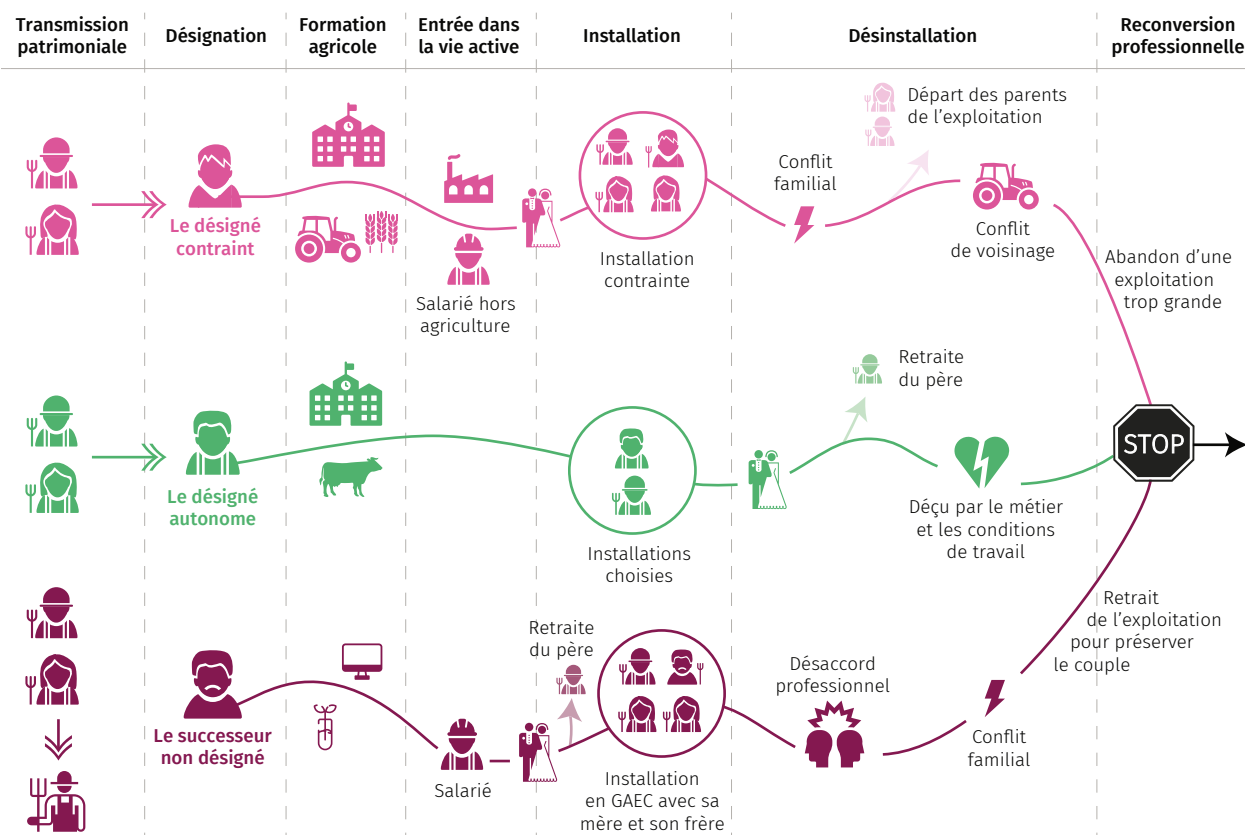 Transmission
patrimoniale
Désignation
Formation
agricole
Entrée dans
la vie active
Installation
Désinstallation
Reconversion
professionnelle
Le désigné
contraint
Salarié hors
agriculture
Installation
contrainte
Conflit
familial
Départ des parents
de l’exploitation
Conflit
de voisinage
Abandon d’une
exploitation
trop grande
Le désigné
autonome
Installations
choisies
Retraite
du père
Déçu par le métier
et les conditions
de travail
STOP
Le successeur
non désigné
Salarié
Retraite
du père
Installation
en GAEC avec sa
mère et son frère
Désaccord
professionnel
Conflit
familial
Retrait
de l’exploitation
pour préserver
le couple